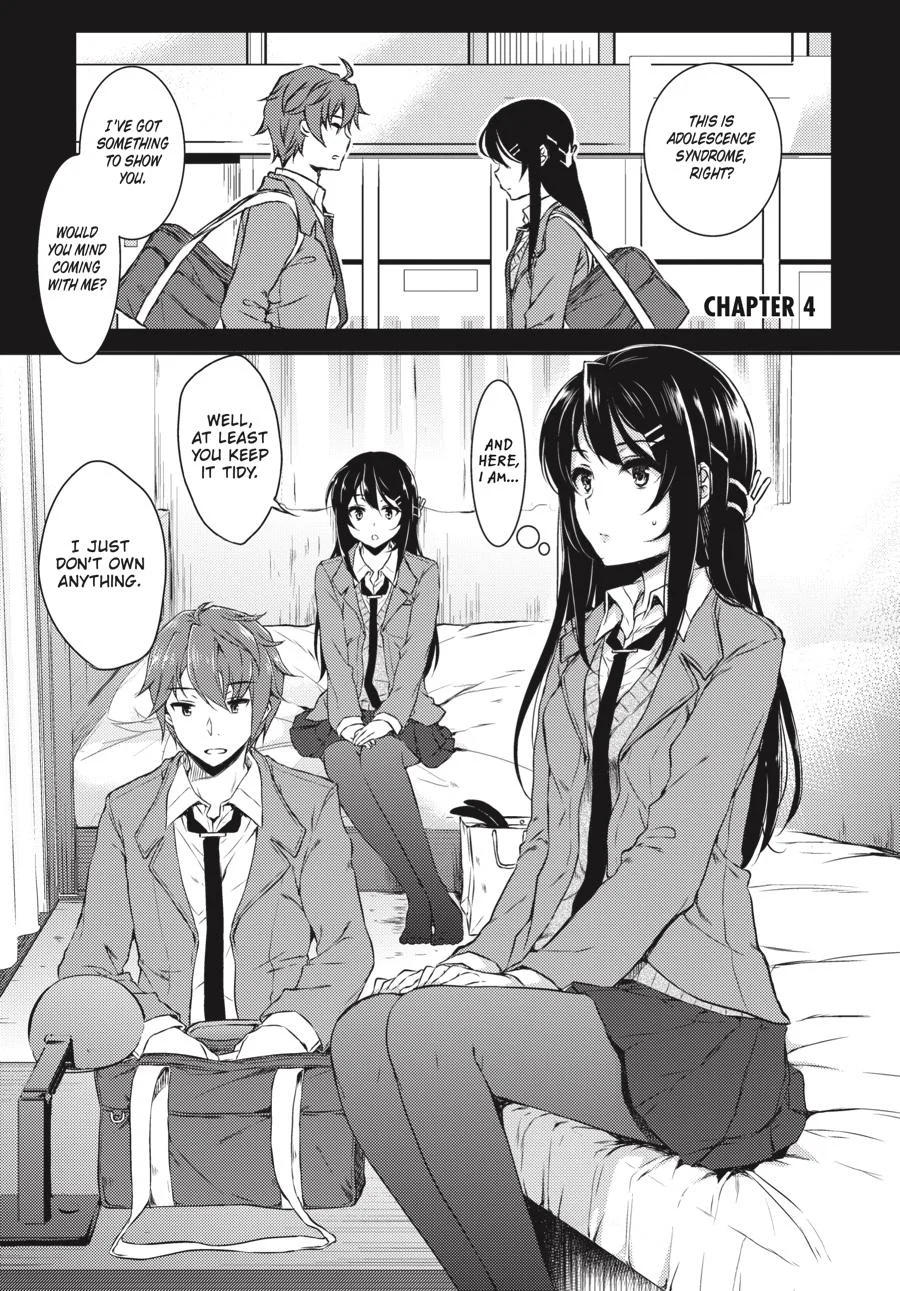 THIS IS
ADOLESCENCE
SYNDROME,
RIGHT?
I'VE GOT
SOMETHING
TO SHOW
YOU.
WOULD
YOU MIND
COMING
WITH ME?
CHAPTER 4
AND
HERE,
I AM...
WELL,
AT LEAST
YOU KEEP
IT TIDY.
I JUST
DON'T OWN
ANYTHING.